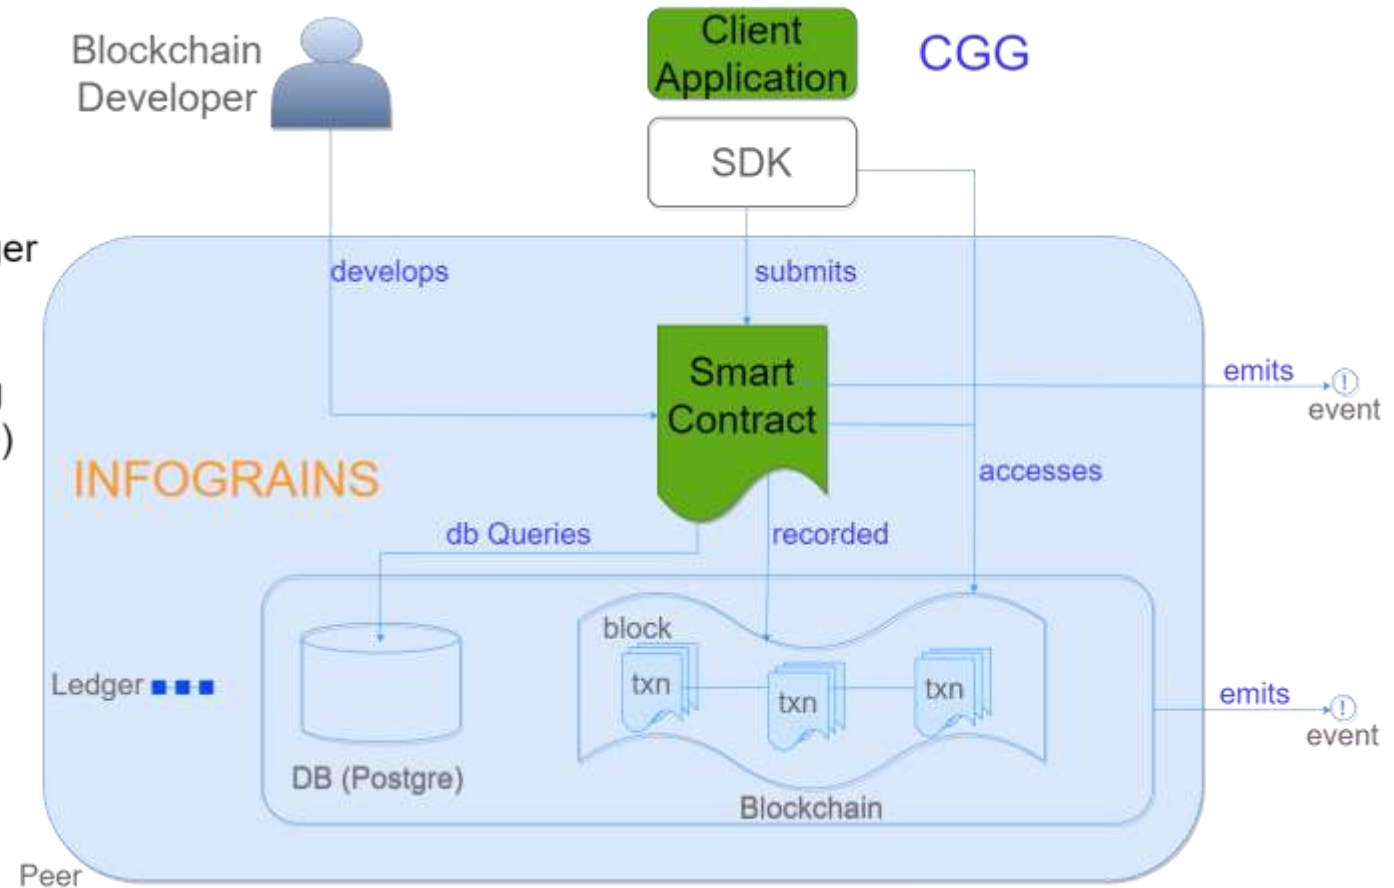 Blockchain
Developer
Client
Application
CGG
SDK
develops
submits
Smart
Contract
emits
event
)
INFOGRAINS
accesses
db Queries
recorded
block
txn
txn
txn
Ledger
emits
event
DB (Postgre)
Blockchain
Peer